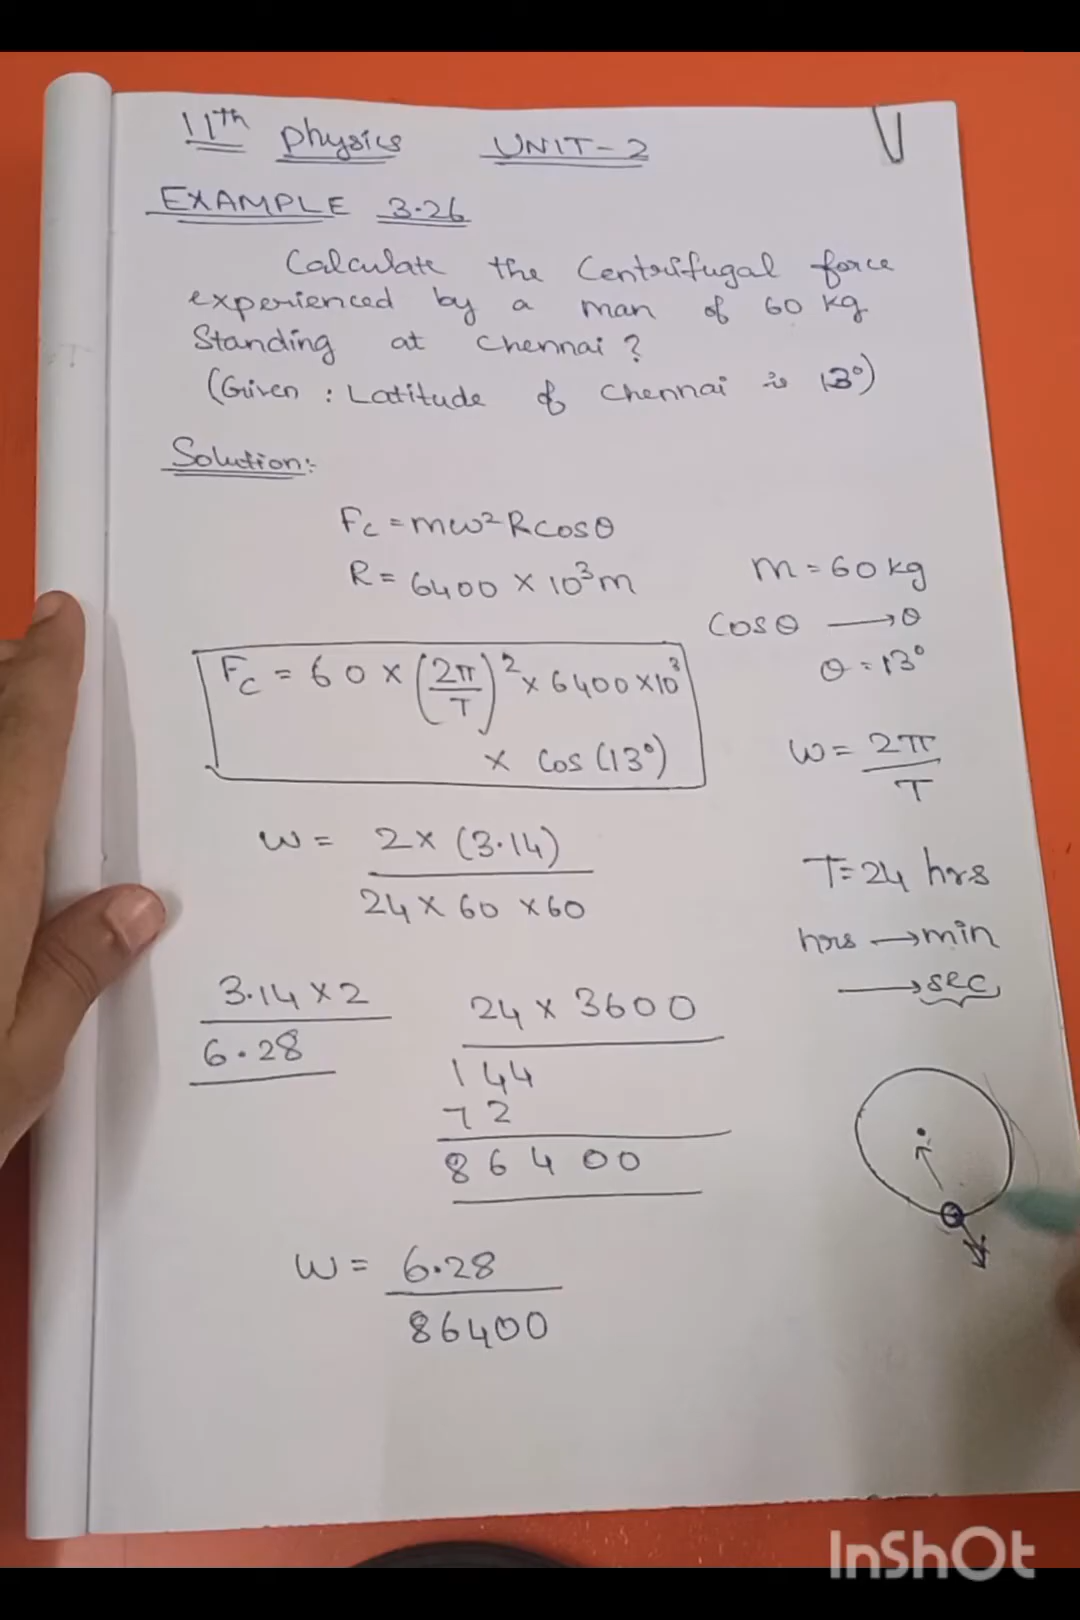 11th Physics UNIT-2
EXAMPLE 3.26
Calculate the Centrifugal force
experienced by a man of 60 kg
Standing at Chennai?
(Given : Latitude of Chennai is 13°)
Solution:-
Fc = mω² R cos θ
R = 6400 × 10³ m
m = 60 kg
cos θ → θ
θ = 13°
Fc = 60 × (2π/T)² × 6400 × 10³
× Cos (13°)
ω = 2π/T
ω = 2 × (3.14)
24 × 60 × 60
T = 24 hrs
hrs → min
→ sec
3.14 × 2
6.28
24 × 3600
144
72
86400
ω = 6.28
86400
InShOt